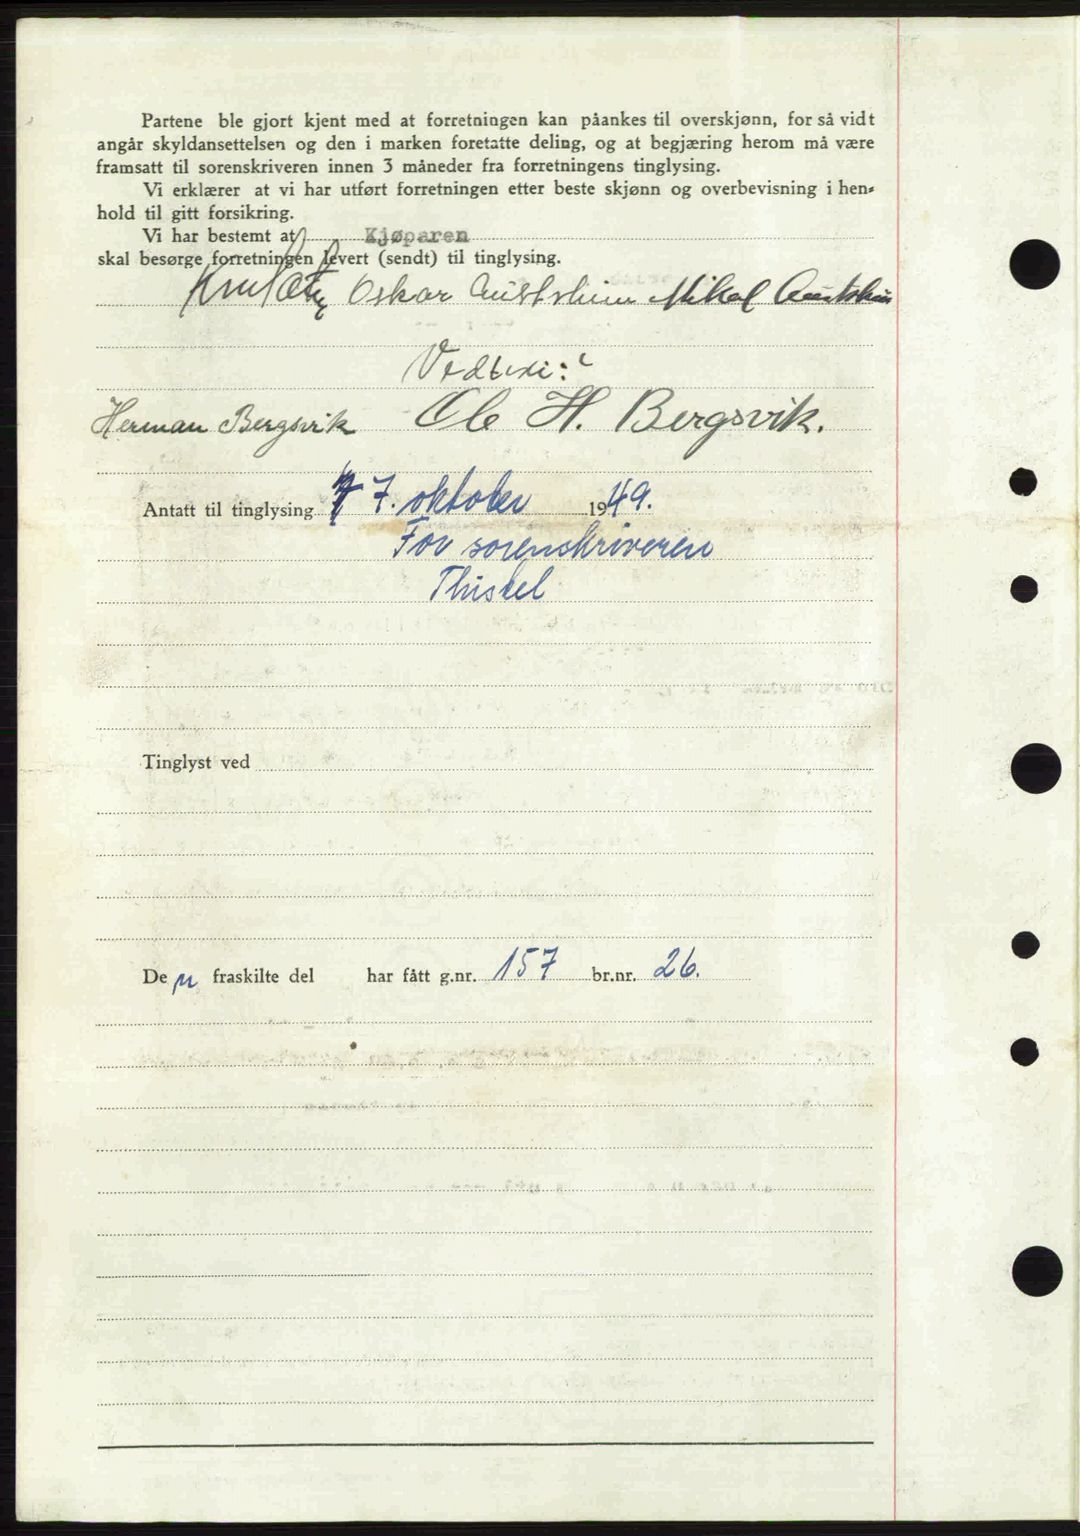 Partene ble gjort kjent med at forretningen kan påankes til overskjønn, for så vidt
angår skyldansettelsen og den i marken foretatte deling, og at begjæring herom må være
framsatt til sorenskriveren innen 3 måneder fra forretningens tinglysing.
Vi erklærer at vi har utført forretningen etter beste skjønn og overbevisning i hen-
hold til gitt forsikring.
Vi har bestemt at Kjøparen
skal besørge forretningen levert (sendt) til tinglysing.
Oskar Austsheim Mikal Austsheim
Herman Bergsvik Ole H. Bergsvik.
Antatt til tinglysing 7. oktober 1949.
For sorenskriveren
Thiskel
Tinglyst ved
Den fraskilte del har fått g.nr. 157 br.nr. 26.